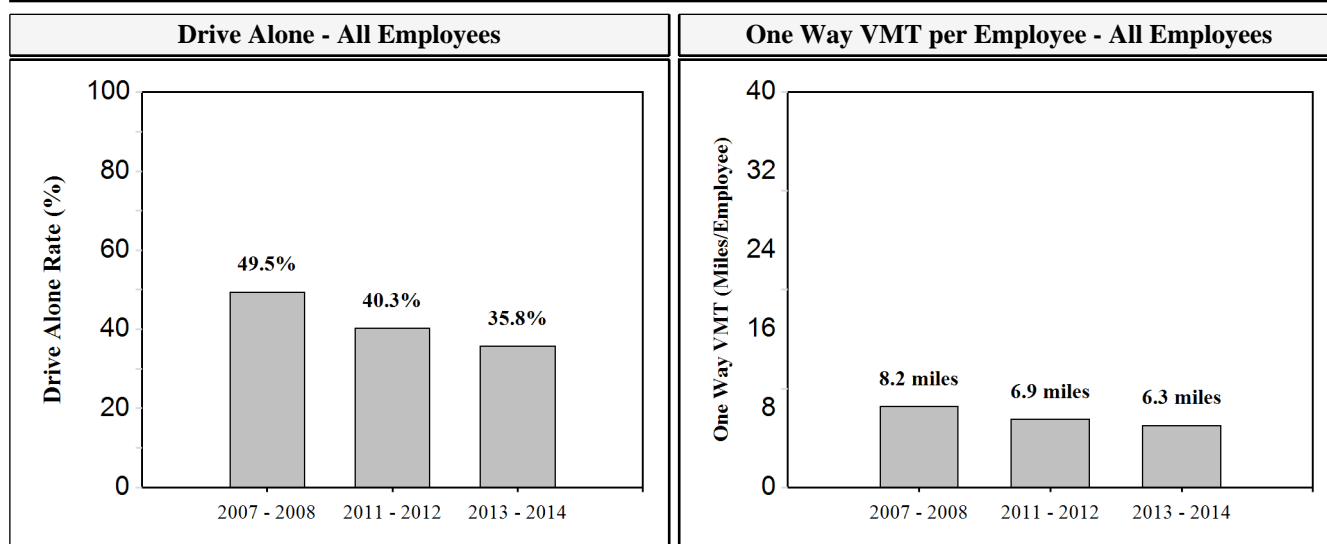 Drive Alone - All Employees
One Way VMT per Employee - All Employees
Drive Alone Rate (%)
100
80
60
40
20
0
49.5%
40.3%
35.8%
2007 - 2008
2011 - 2012
2013 - 2014
One Way VMT (Miles/Employee)
40
32
24
16
8
0
8.2 miles
6.9 miles
6.3 miles
2007 - 2008
2011 - 2012
2013 - 2014